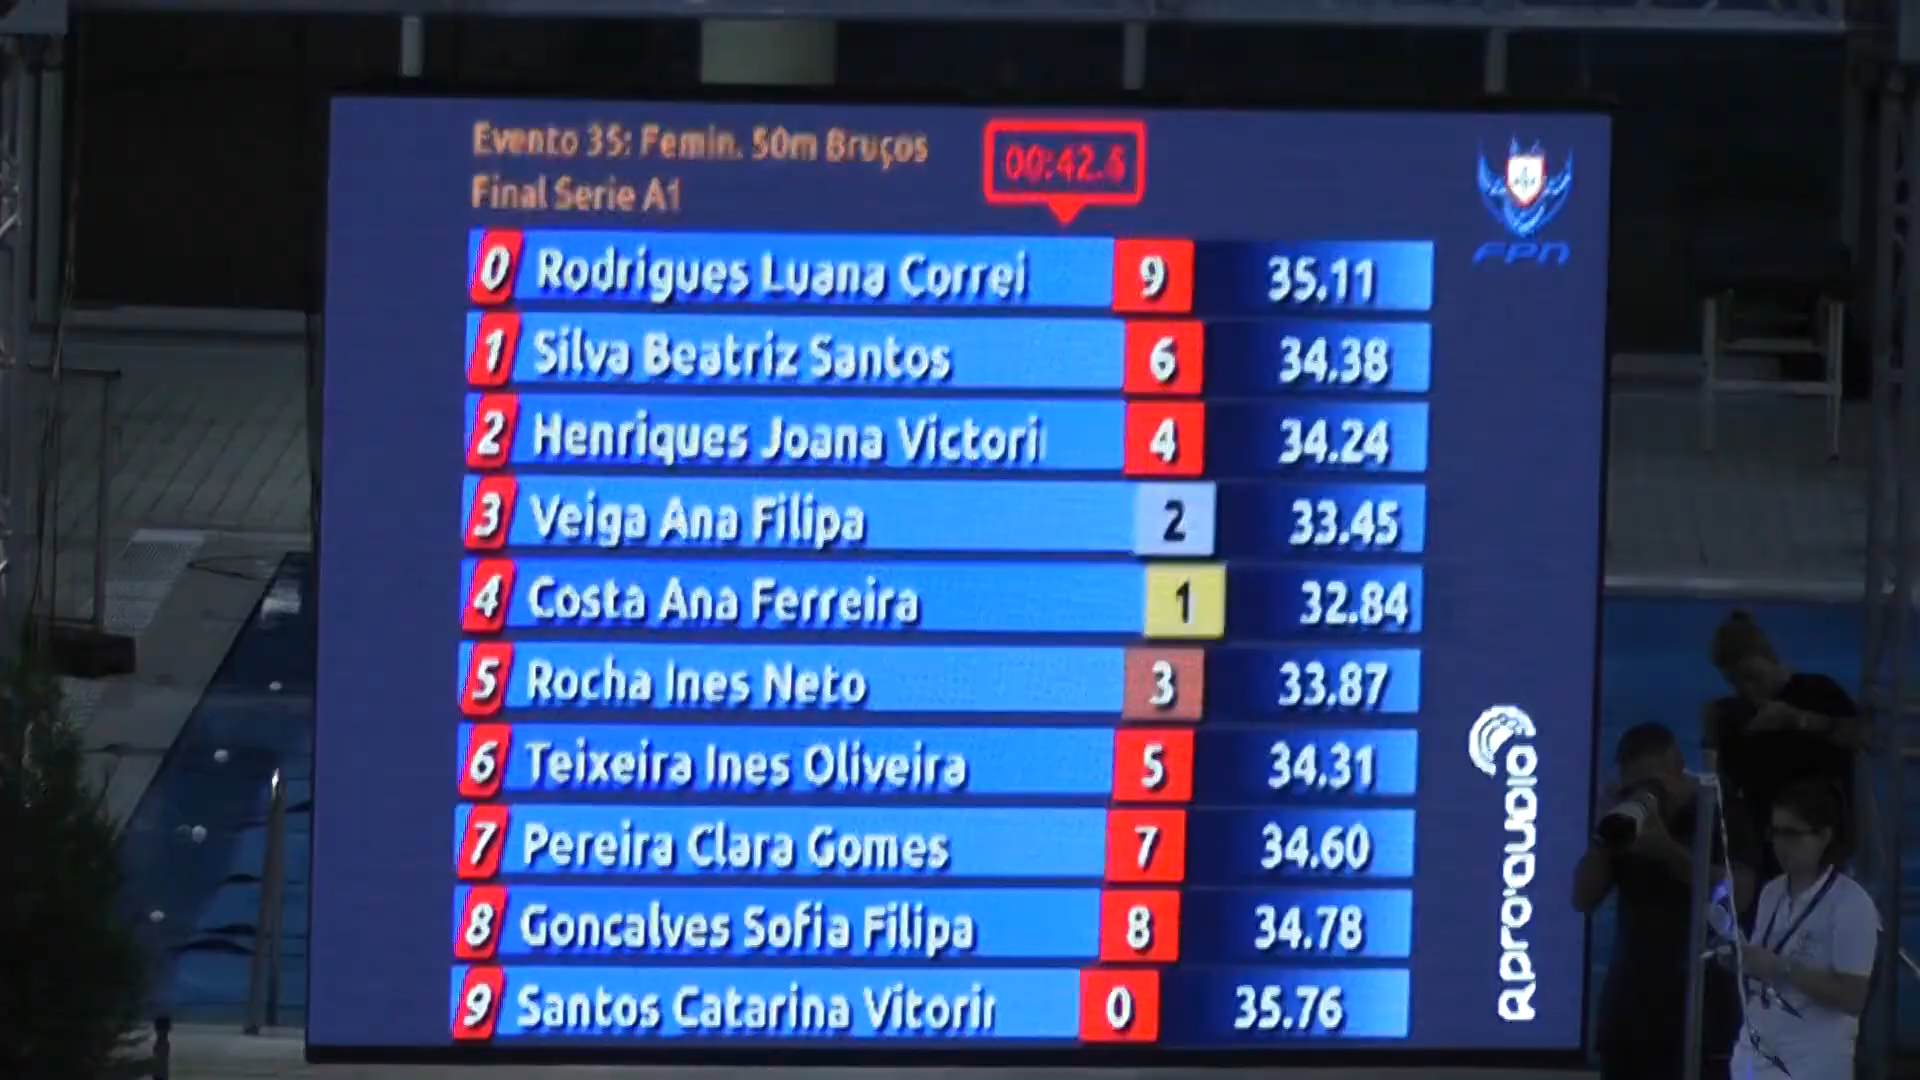 Evento 35: Femin. 50m Bruços
00:42.6
Final Serie A1
0 Rodrigues Luana Correi 9 35.11
1 Silva Beatriz Santos 6 34.38
2 Henriques Joana Victori 4 34.24
3 Veiga Ana Filipa 2 33.45
4 Costa Ana Ferreira 1 32.84
5 Rocha Ines Neto 3 33.87
6 Teixeira Ines Oliveira 5 34.31
7 Pereira Clara Gomes 7 34.60
8 Goncalves Sofia Filipa 8 34.78
9 Santos Catarina Vitorir 0 35.76
FPN
proaudio